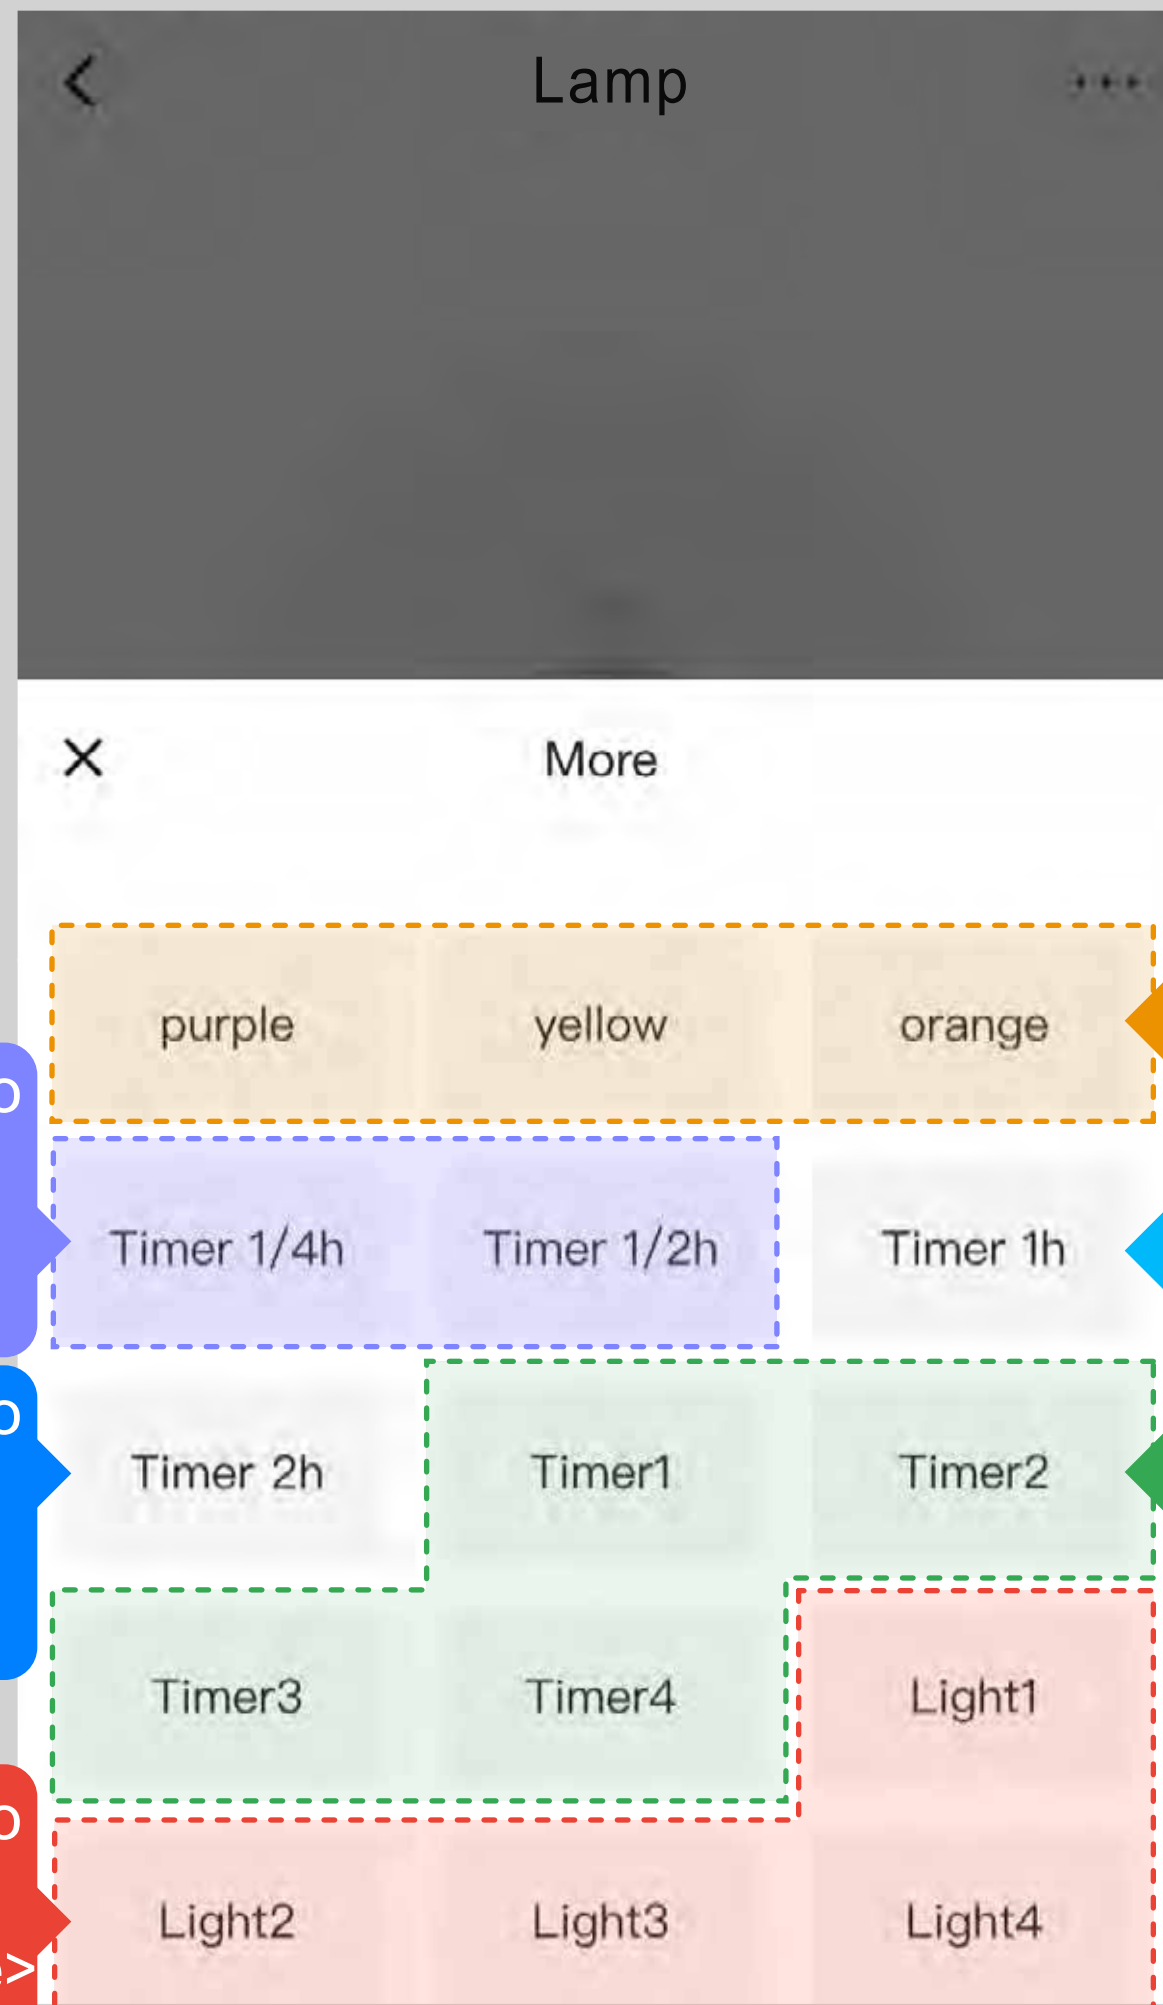 Lamp
More
purple yellow orange
o
Timer 1/4h Timer 1/2h Timer 1h
o
Timer 2h Timer1 Timer2
Timer3 Timer4 Light1
o
Light2 Light3 Light4
>